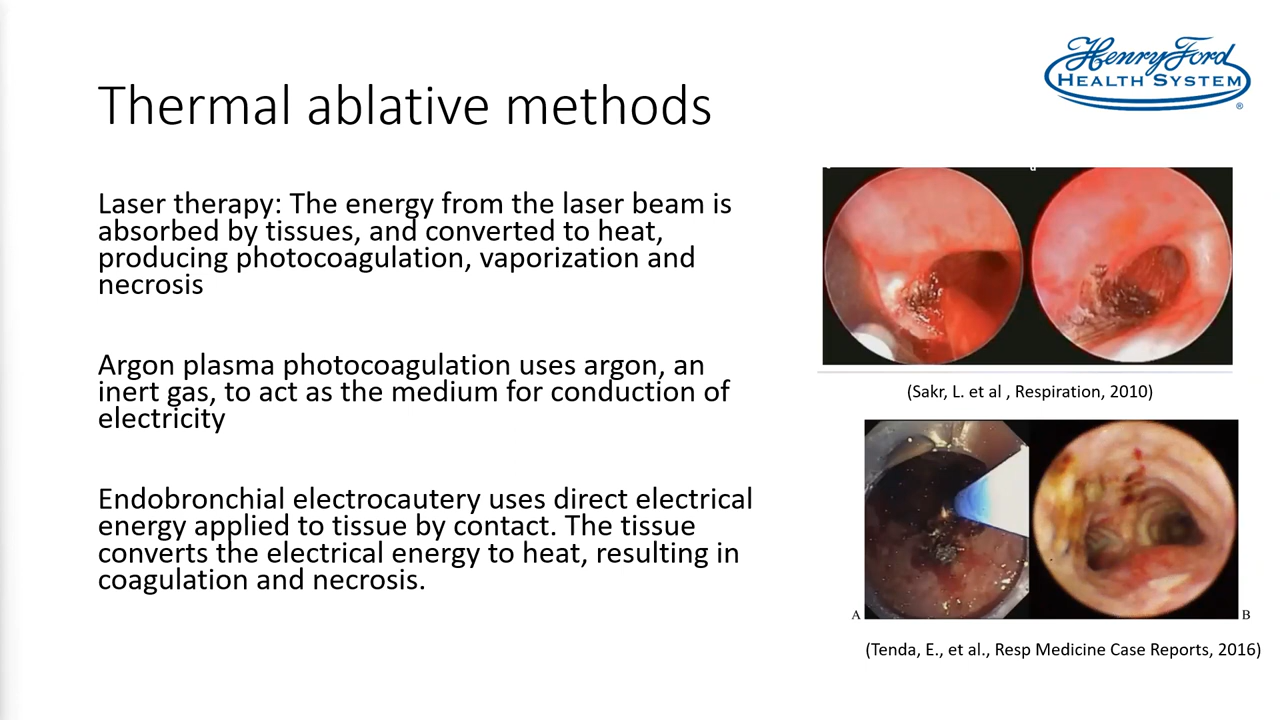 Henry Ford
HEALTH SYSTEM
®
Thermal ablative methods
Laser therapy: The energy from the laser beam is
absorbed by tissues, and converted to heat,
producing photocoagulation, vaporization and
necrosis
Argon plasma photocoagulation uses argon, an
inert gas, to act as the medium for conduction of
electricity
Endobronchial electrocautery uses direct electrical
energy applied to tissue by contact. The tissue
converts the electrical energy to heat, resulting in
coagulation and necrosis.
(Sakr, L. et al , Respiration, 2010)
A
B
(Tenda, E., et al., Resp Medicine Case Reports, 2016)